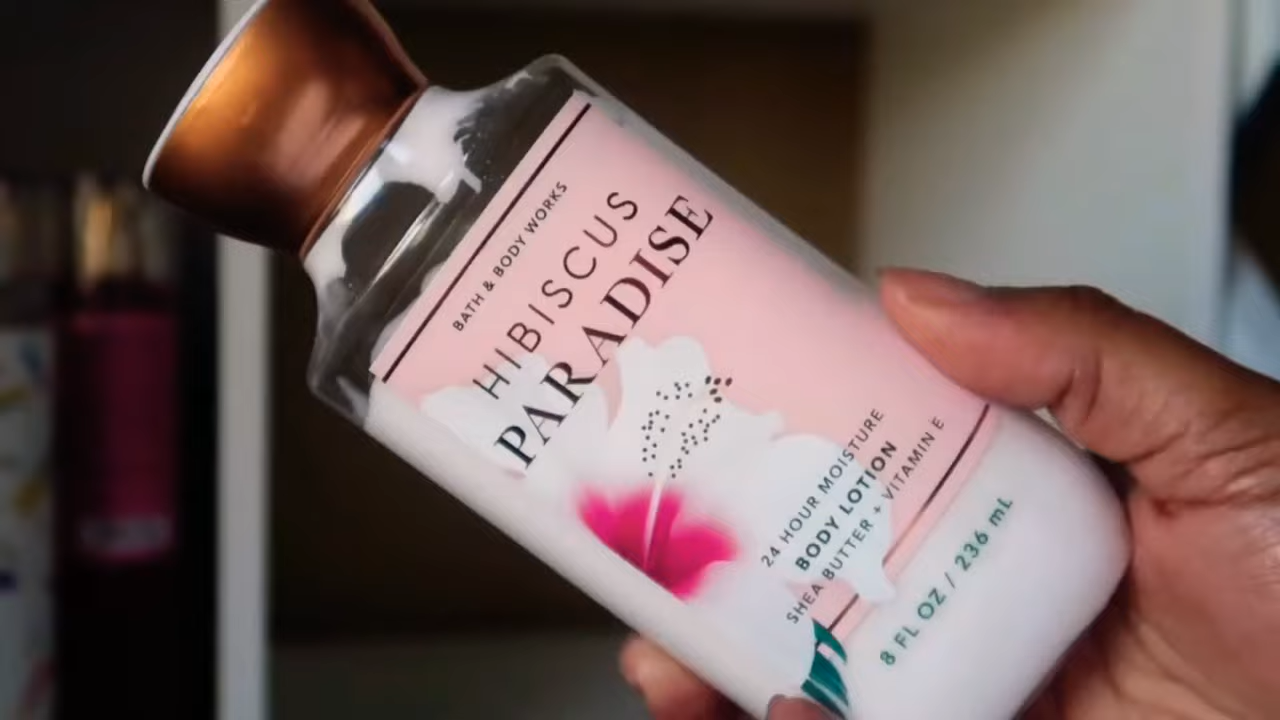 BATH & BODY WORKS
HIBISCUS
PARADISE
24 HOUR MOISTURE
BODY LOTION
SHEA BUTTER + VITAMIN E
8 FL OZ / 236 mL